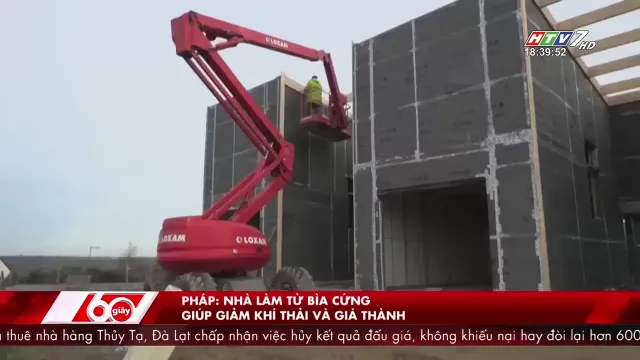 HTV7 HD
18:39:52
LOXAM
LOXAM
LOXAM
60 giây
PHÁP: NHÀ LÀM TỪ BÌA CỨNG
GIÚP GIẢM KHÍ THẢI VÀ GIÁ THÀNH
thuê nhà hàng Thủy Tạ, Đà Lạt chấp nhận việc hủy kết quả đấu giá, không khiếu nại hay đòi lại hơn 600